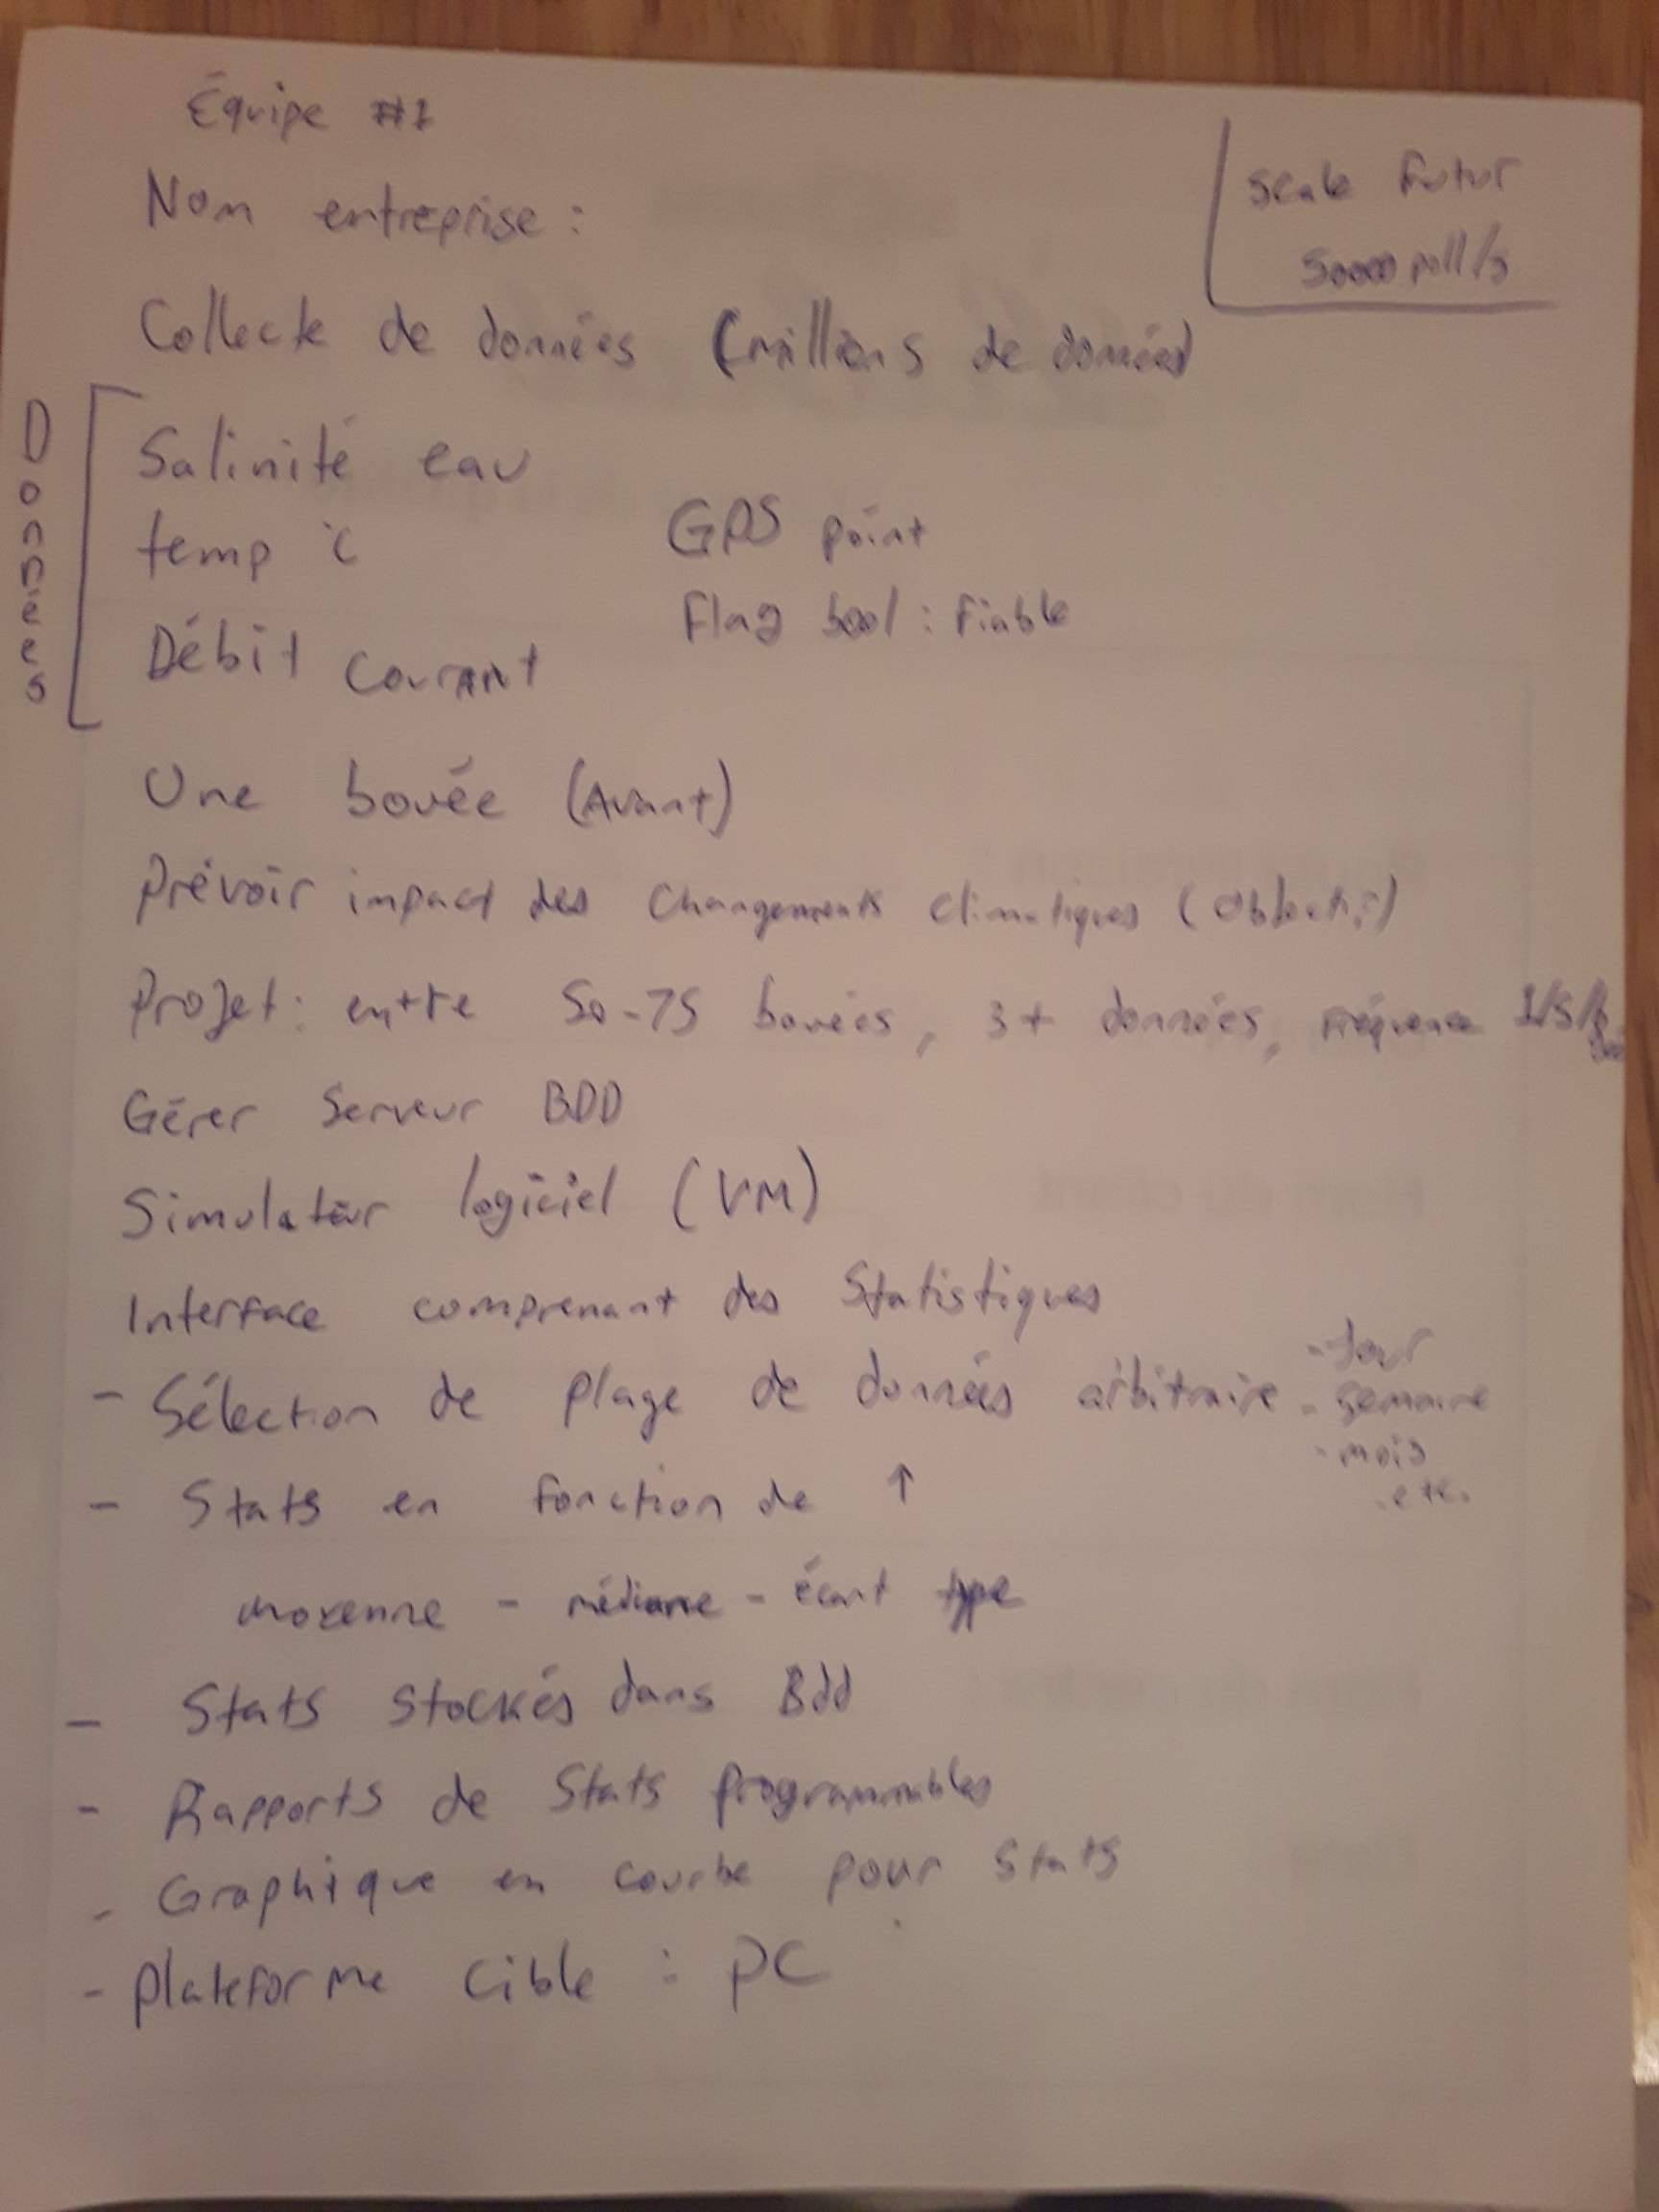 Équipe #1
scale futur
50000 poll/s
Nom entreprise :
Collecte de données (millions de données)
Données
Salinité eau
temp °C
Débit courant
GPS point
Flag bool : fiable
Une bouée (Avant)
Prévoir impact des changements climatiques (Objectif)
Projet : entre 50-75 bouées, 3+ données, fréquence 1/s/
Gérer serveur BDD
Simulateur logiciel (VM)
Interface comprenant des statistiques
- Sélection de plage de données arbitraire
- Jour
- semaine
- mois
. etc.
- Stats en fonction de ↑
moyenne - médiane - écart type
- Stats stockés dans Bdd
- Rapports de Stats programmables
- Graphique en courbe pour stats
- Plateforme cible : PC